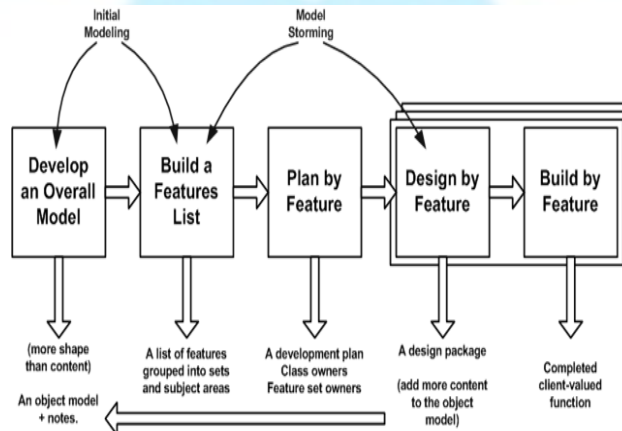 Initial
Modeling
Model
Storming
Develop
an Overall
Model
Build a
Features
List
Plan by
Feature
Design by
Feature
Build by
Feature
(more shape
than content)
An object model
+ notes.
A list of features
grouped into sets
and subject areas
A development plan
Class owners
Feature set owners
A design package
(add more content
to the object
model)
Completed
client-valued
function